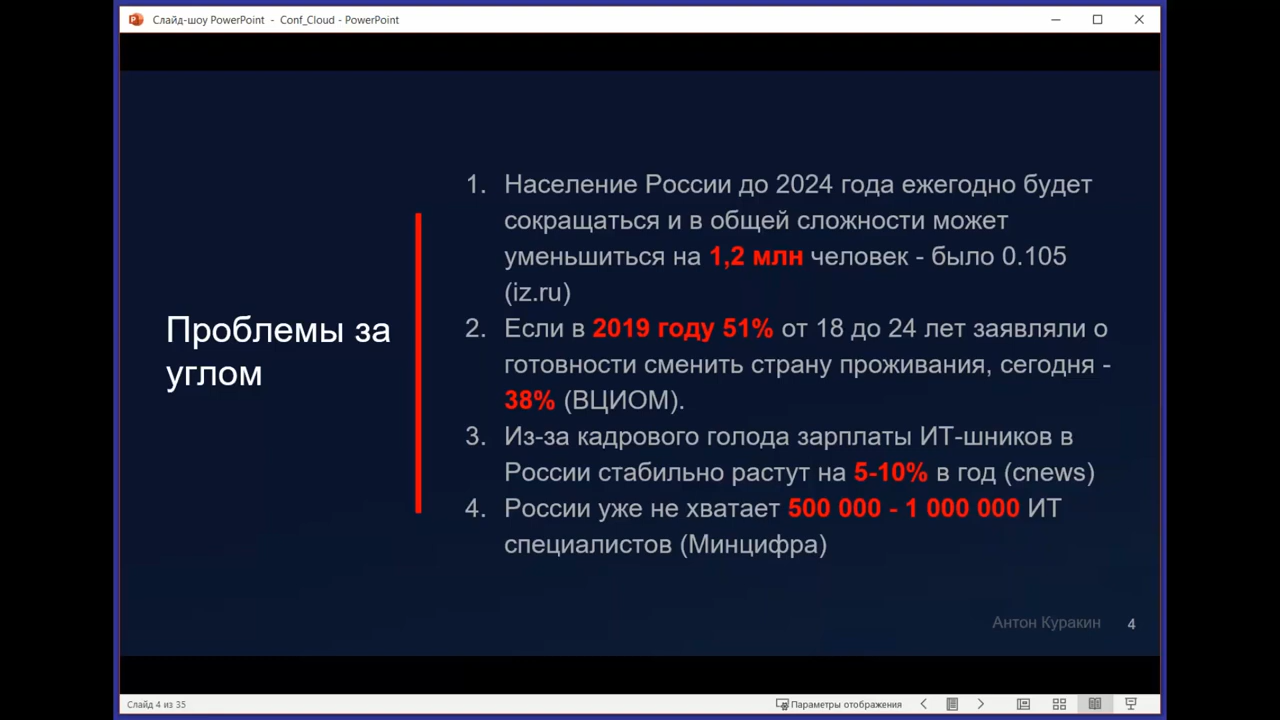 Слайд-шоу PowerPoint - Conf_Cloud - PowerPoint
Проблемы за
углом
1. Население России до 2024 года ежегодно будет
сокращаться и в общей сложности может
уменьшиться на 1,2 млн человек - было 0.105
(iz.ru)
2. Если в 2019 году 51% от 18 до 24 лет заявляли о
готовности сменить страну проживания, сегодня -
38% (ВЦИОМ).
3. Из-за кадрового голода зарплаты ИТ-шников в
России стабильно растут на 5-10% в год (cnews)
4. России уже не хватает 500 000 - 1 000 000 ИТ
специалистов (Минцифра)
Антон Куракин 4
Слайд 4 из 35
Параметры отображения